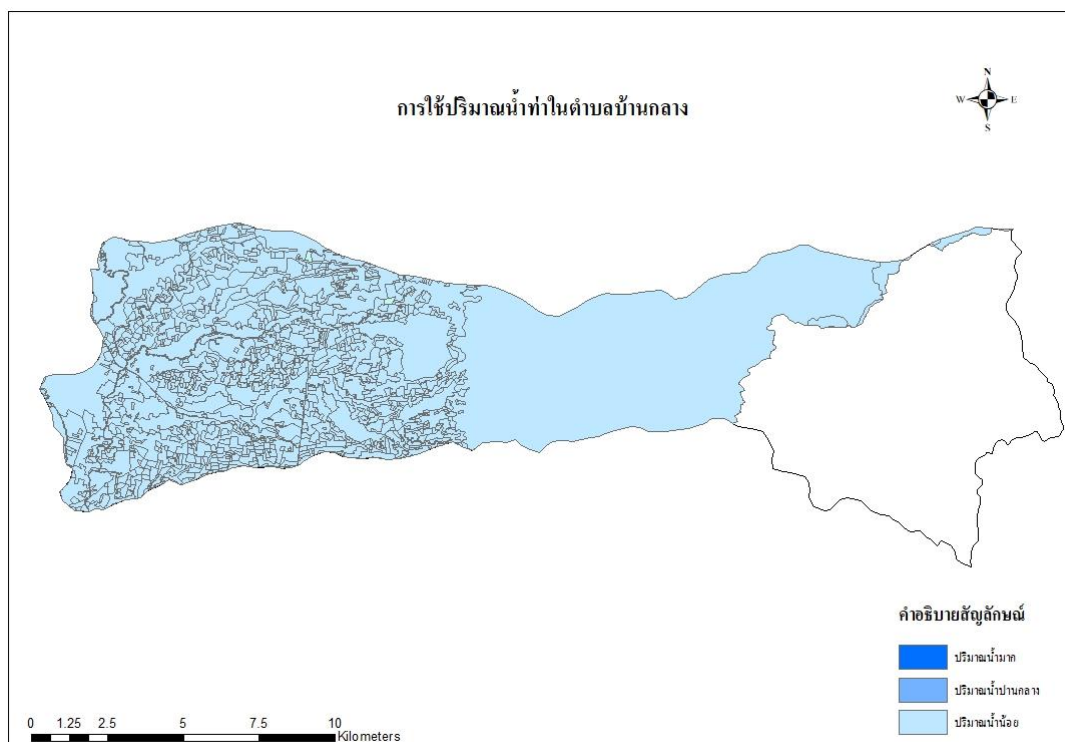 การใช้ปริมาณน้ำท่าในตำบลบ้านกลาง
N
W E
S
คำอธิบายสัญลักษณ์
ปริมาณน้ำมาก
ปริมาณน้ำปานกลาง
ปริมาณน้ำน้อย
0 1.25 2.5 5 7.5 10
Kilometers